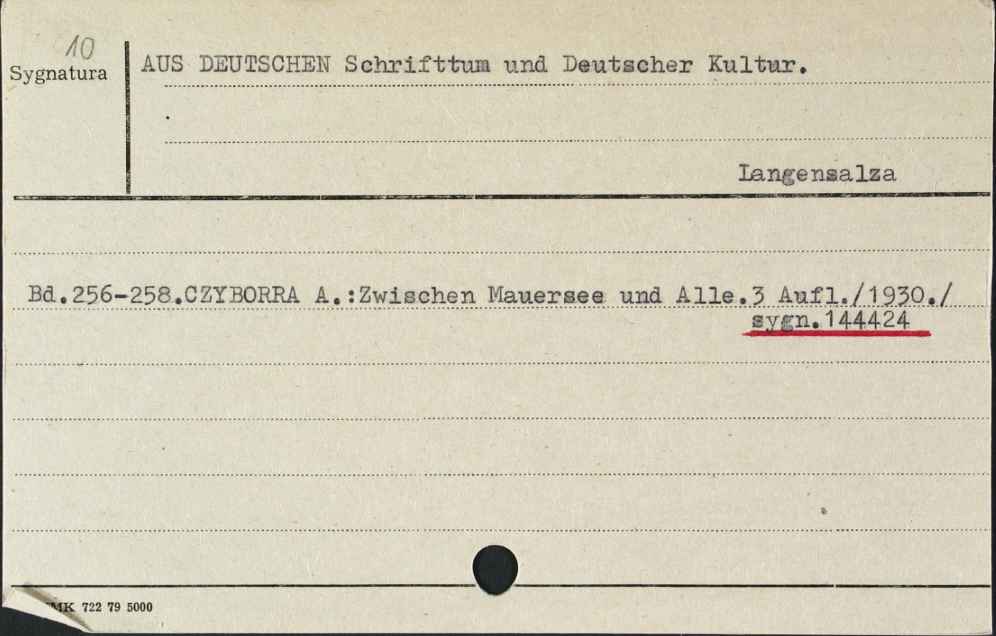 10
Sygnatura
AUS DEUTSCHEN Schrifttum und Deutscher Kultur.
Langensalza
Bd.256-258.CZYBORRA A.:Zwischen Mauersee und Alle.3 Aufl./1930./
sygn.144424
MK 722 79 5000